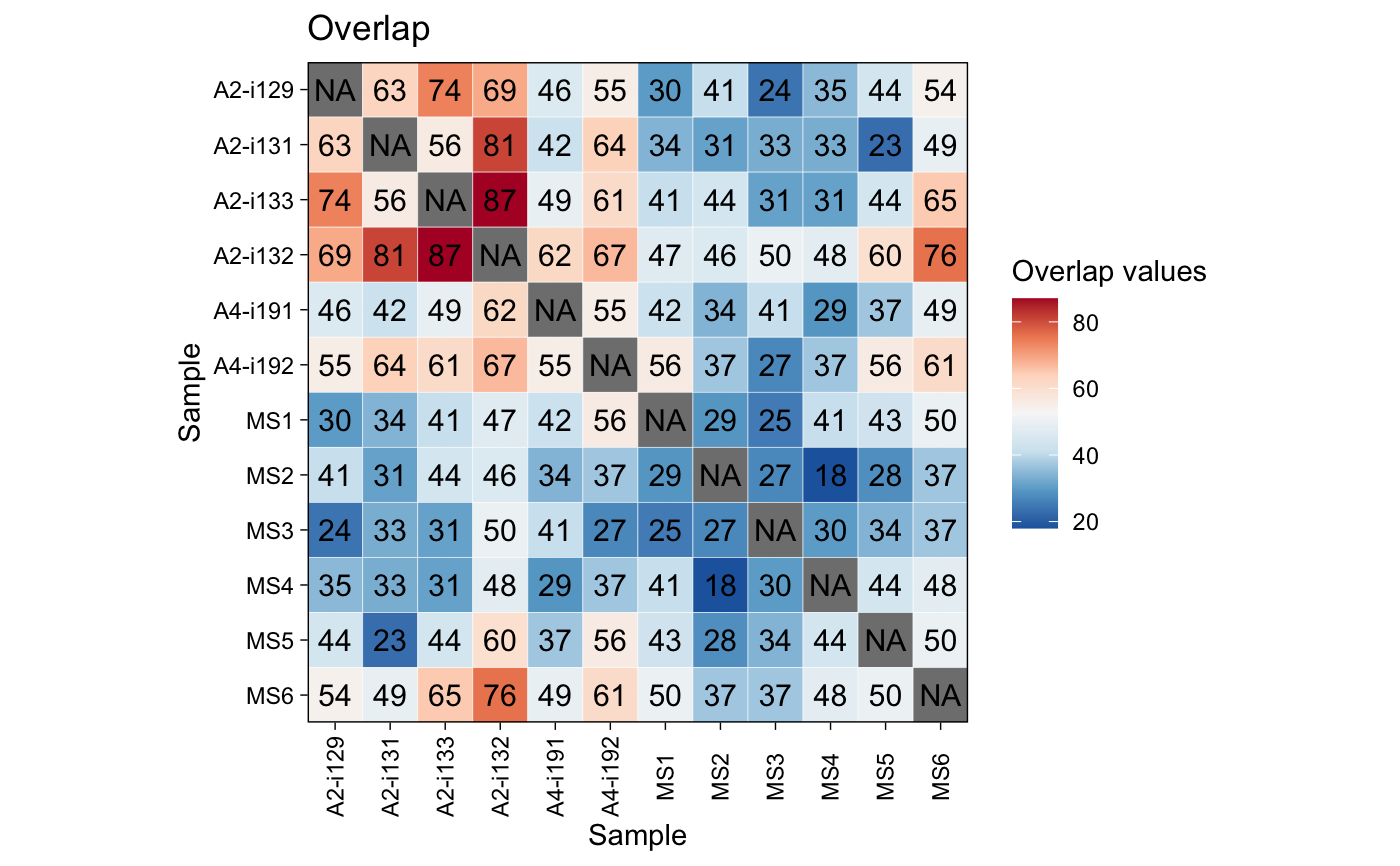 Overlap
A2-i129 NA 63 74 69 46 55 30 41 24 35 44 54
A2-i131 63 NA 56 81 42 64 34 31 33 33 23 49
A2-i133 74 56 NA 87 49 61 41 44 31 31 44 65
A2-i132 69 81 87 NA 62 67 47 46 50 48 60 76
A4-i191 46 42 49 62 NA 55 42 34 41 29 37 49
A4-i192 55 64 61 67 55 NA 56 37 27 37 56 61
MS1 30 34 41 47 42 56 NA 29 25 41 43 50
MS2 41 31 44 46 34 37 29 NA 27 18 28 37
MS3 24 33 31 50 41 27 25 27 NA 30 34 37
MS4 35 33 31 48 29 37 41 18 30 NA 44 48
MS5 44 23 44 60 37 56 43 28 34 44 NA 50
MS6 54 49 65 76 49 61 50 37 37 48 50 NA
A2-i129 A2-i131 A2-i133 A2-i132 A4-i191 A4-i192 MS1 MS2 MS3 MS4 MS5 MS6
Sample
Sample
Overlap values
80
60
40
20